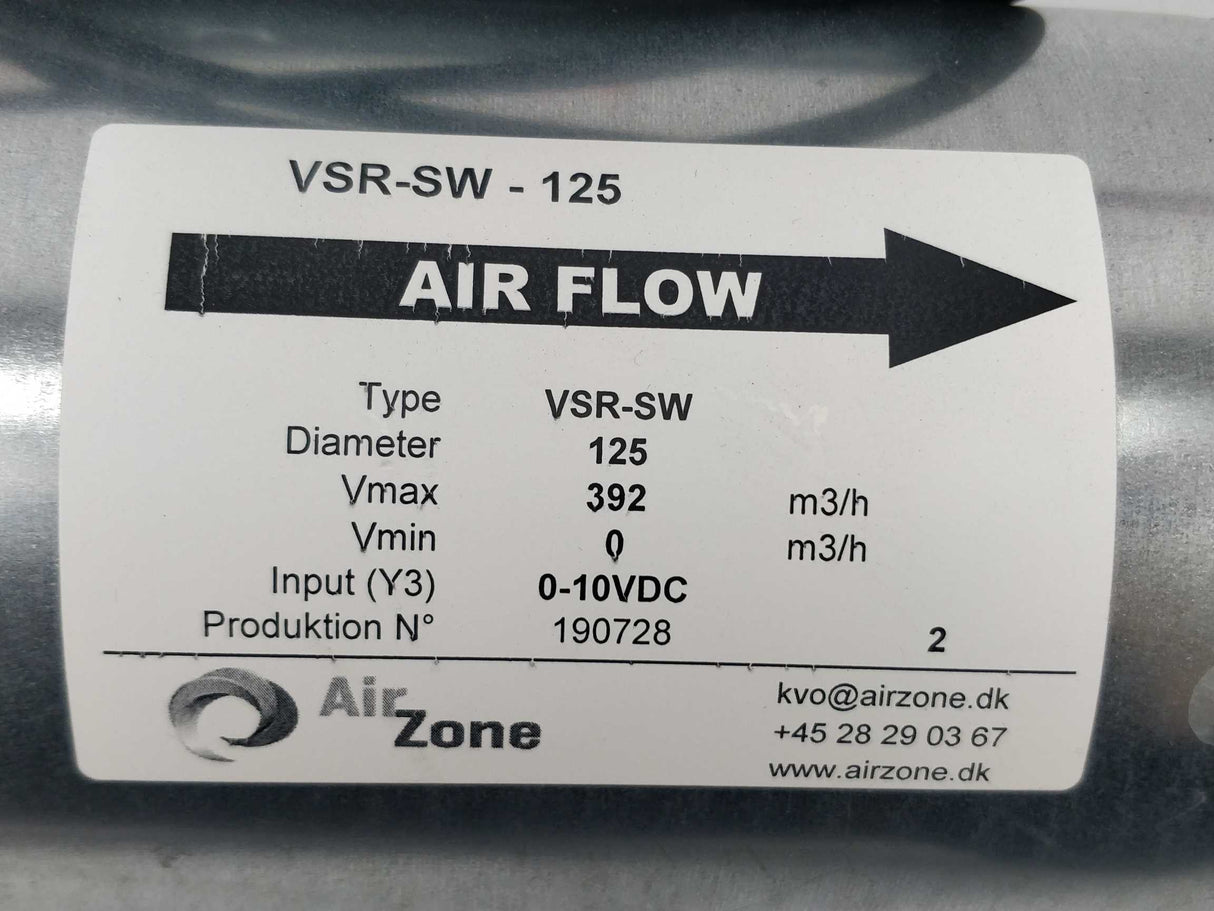 VSR-SW - 125
AIR FLOW
Type VSR-SW
Diameter 125
Vmax 392 m3/h
Vmin 0 m3/h
Input (Y3) 0-10VDC
Produktion N° 190728 2
Air
Zone
kvo@airzone.dk
+45 28 29 03 67
www.airzone.dk